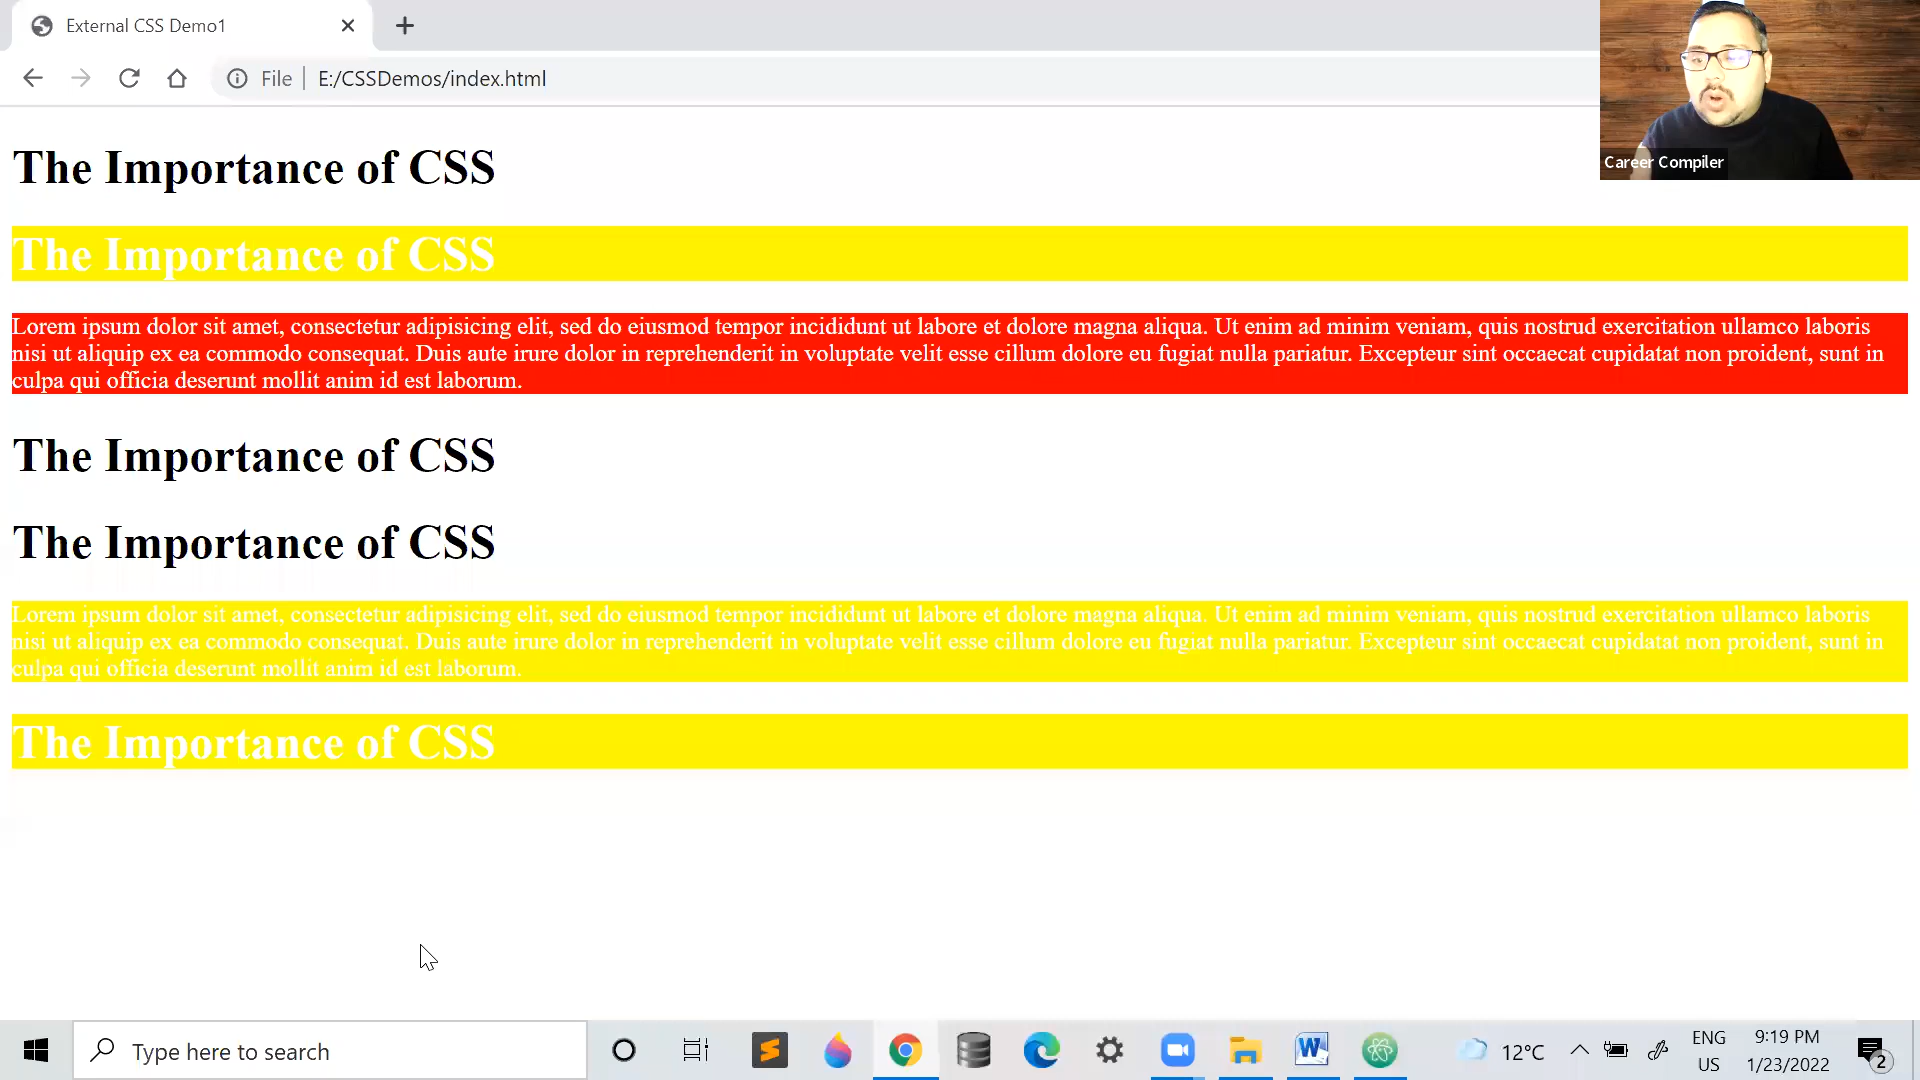 External CSS Demo1
File
E:/CSSDemos/index.html
Career Compiler
The Importance of CSS
The Importance of CSS
Lorem ipsum dolor sit amet, consectetur adipisicing elit, sed do eiusmod tempor incididunt ut labore et dolore magna aliqua. Ut enim ad minim veniam, quis nostrud exercitation ullamco laboris
nisi ut aliquip ex ea commodo consequat. Duis aute irure dolor in reprehenderit in voluptate velit esse cillum dolore eu fugiat nulla pariatur. Excepteur sint occaecat cupidatat non proident, sunt in
culpa qui officia deserunt mollit anim id est laborum.
The Importance of CSS
The Importance of CSS
Lorem ipsum dolor sit amet, consectetur adipisicing elit, sed do eiusmod tempor incididunt ut labore et dolore magna aliqua. Ut enim ad minim veniam, quis nostrud exercitation ullamco laboris
nisi ut aliquip ex ea commodo consequat. Duis aute irure dolor in reprehenderit in voluptate velit esse cillum dolore eu fugiat nulla pariatur. Excepteur sint occaecat cupidatat non proident, sunt in
culpa qui officia deserunt mollit anim id est laborum.
The Importance of CSS
Type here to search
12°C
ENG
US
9:19 PM
1/23/2022
2